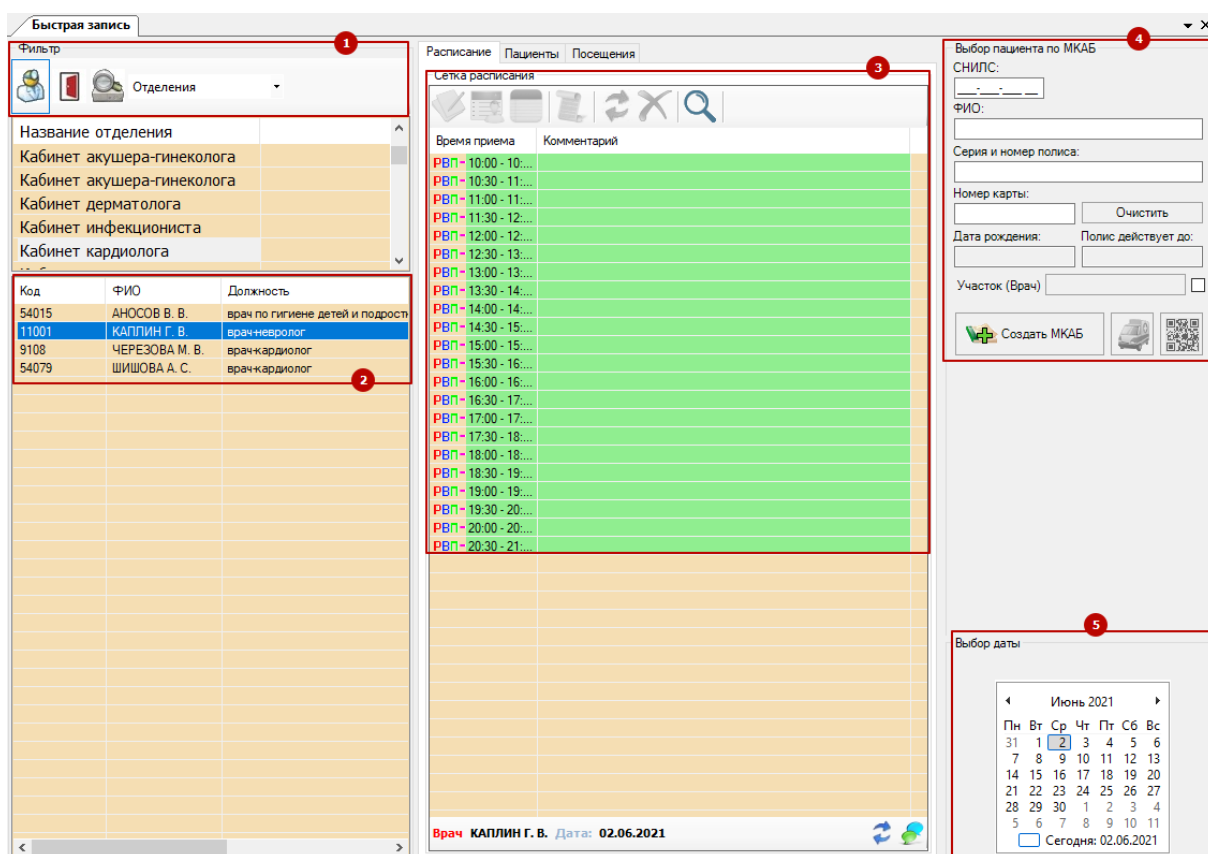 Быстрая запись
Фильтр
1
Отделения
Название отделения
Кабинет акушера-гинеколога
Кабинет акушера-гинеколога
Кабинет дерматолога
Кабинет инфекциониста
Кабинет кардиолога
Код ФИО Должность
54015 АНОСОВ В. В. врач по гигиене детей и подростк
11001 КАПЛИН Г. В. врач-невролог
9108 ЧЕРЕЗОВА М. В. врач-кардиолог
54079 ШИШОВА А. С. врач-кардиолог
2
Расписание Пациенты Посещения
3
Сетка расписания
Время приема Комментарий
РВП- 10:00 - 10:...
РВП- 10:30 - 11:...
РВП- 11:00 - 11:...
РВП- 11:30 - 12:...
РВП- 12:00 - 12:...
РВП- 12:30 - 13:...
РВП- 13:00 - 13:...
РВП- 13:30 - 14:...
РВП- 14:00 - 14:...
РВП- 14:30 - 15:...
РВП- 15:00 - 15:...
РВП- 15:30 - 16:...
РВП- 16:00 - 16:...
РВП- 16:30 - 17:...
РВП- 17:00 - 17:...
РВП- 17:30 - 18:...
РВП- 18:00 - 18:...
РВП- 18:30 - 19:...
РВП- 19:00 - 19:...
РВП- 19:30 - 20:...
РВП- 20:00 - 20:...
РВП- 20:30 - 21:...
Врач КАПЛИН Г. В. Дата: 02.06.2021
4
Выбор пациента по МКАБ
СНИЛС:
___-___-___ __
ФИО:
Серия и номер полиса:
Номер карты:
Очистить
Дата рождения: Полис действует до:
Участок (Врач)
Создать МКАБ
5
Выбор даты
Июнь 2021
Пн Вт Ср Чт Пт Сб Вс
31 1 2 3 4 5 6
7 8 9 10 11 12 13
14 15 16 17 18 19 20
21 22 23 24 25 26 27
28 29 30 1 2 3 4
5 6 7 8 9 10 11
Сегодня: 02.06.2021